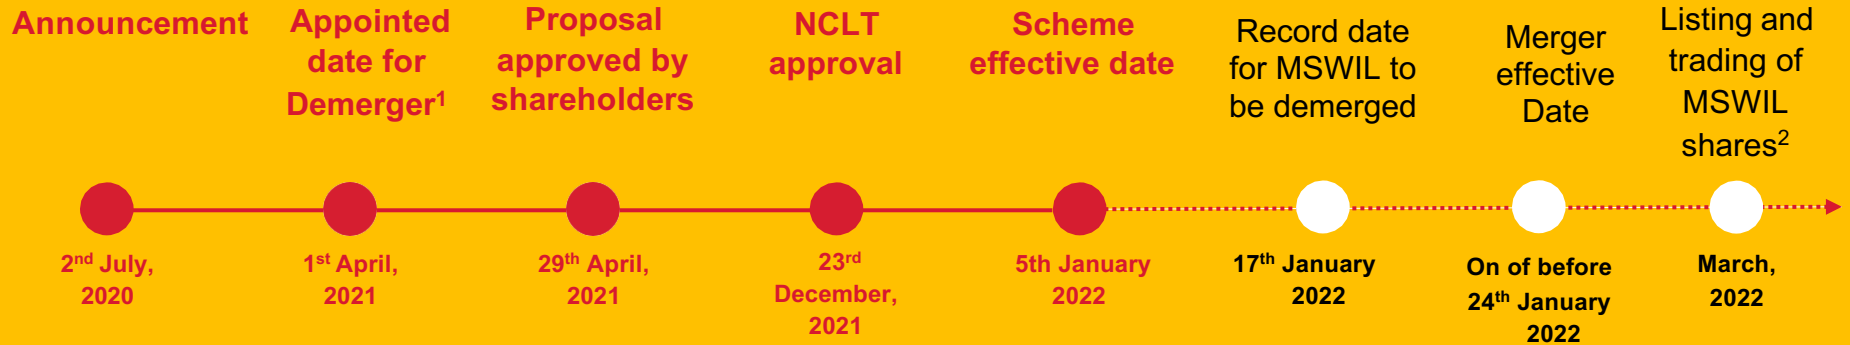 Announcement
Appointed
date for
Demerger¹
Proposal
approved by
shareholders
NCLT
approval
Scheme
effective date
Record date
for MSWIL to
be demerged
Merger
effective
Date
Listing and
trading of
MSWIL
shares²
2nd July,
2020
1st April,
2021
29th April,
2021
23rd
December,
2021
5th January
2022
17th January
2022
On of before
24th January
2022
March,
2022